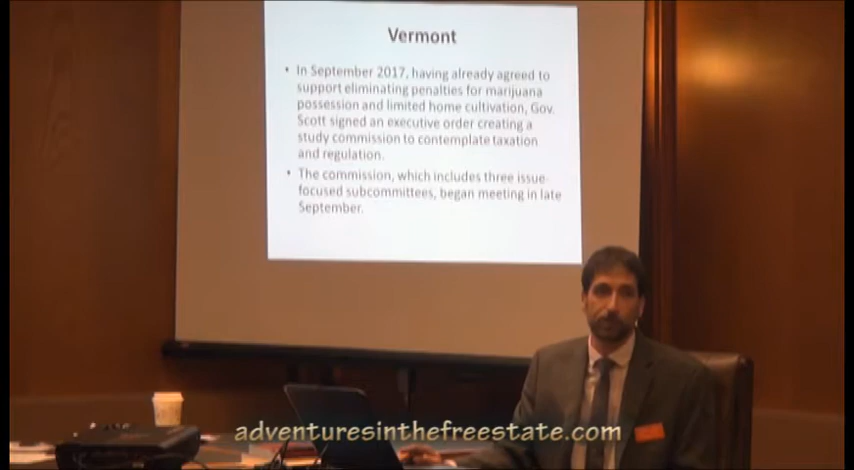 Vermont
• In September 2017, having already agreed to
support eliminating penalties for marijuana
possession and limited home cultivation, Gov.
Scott signed an executive order creating a
study commission to contemplate taxation
and regulation.
• The commission, which includes three issue-
focused subcommittees, began meeting in late
September.
adventuresinthefreestate.com